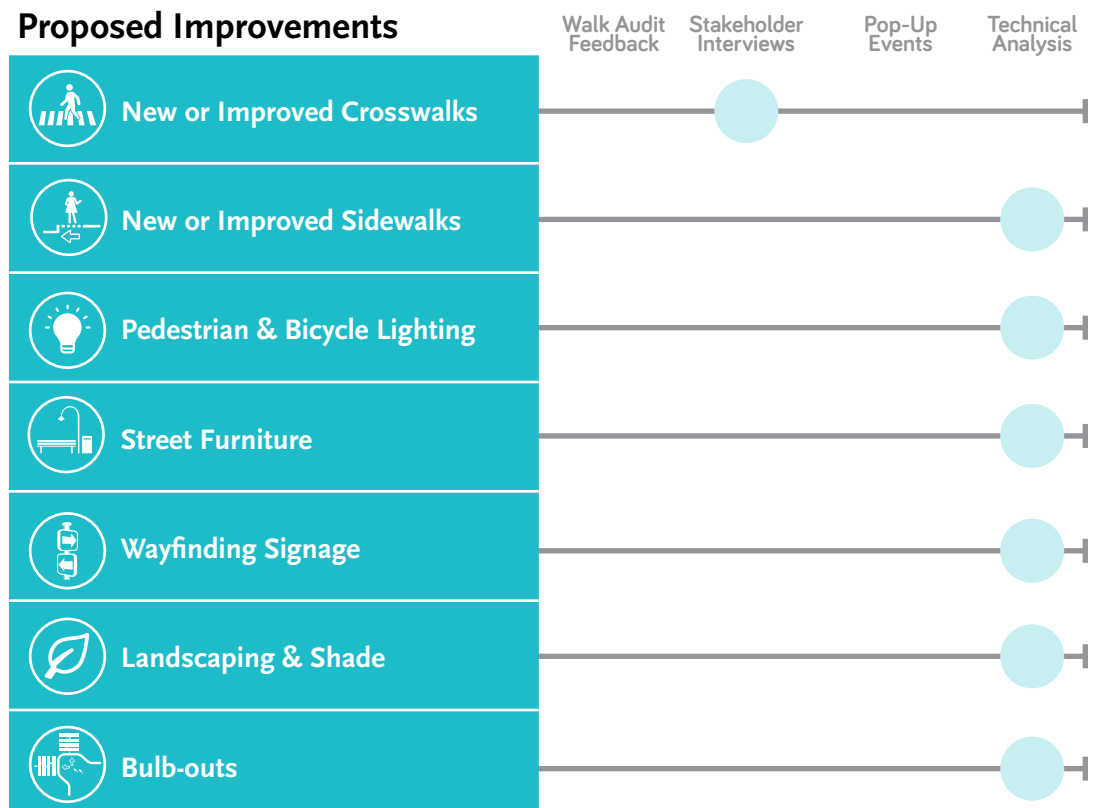 Proposed Improvements
Walk Audit
Feedback
Stakeholder
Interviews
Pop-Up
Events
Technical
Analysis
New or Improved Crosswalks
New or Improved Sidewalks
Pedestrian & Bicycle Lighting
Street Furniture
Wayfinding Signage
Landscaping & Shade
Bulb-outs